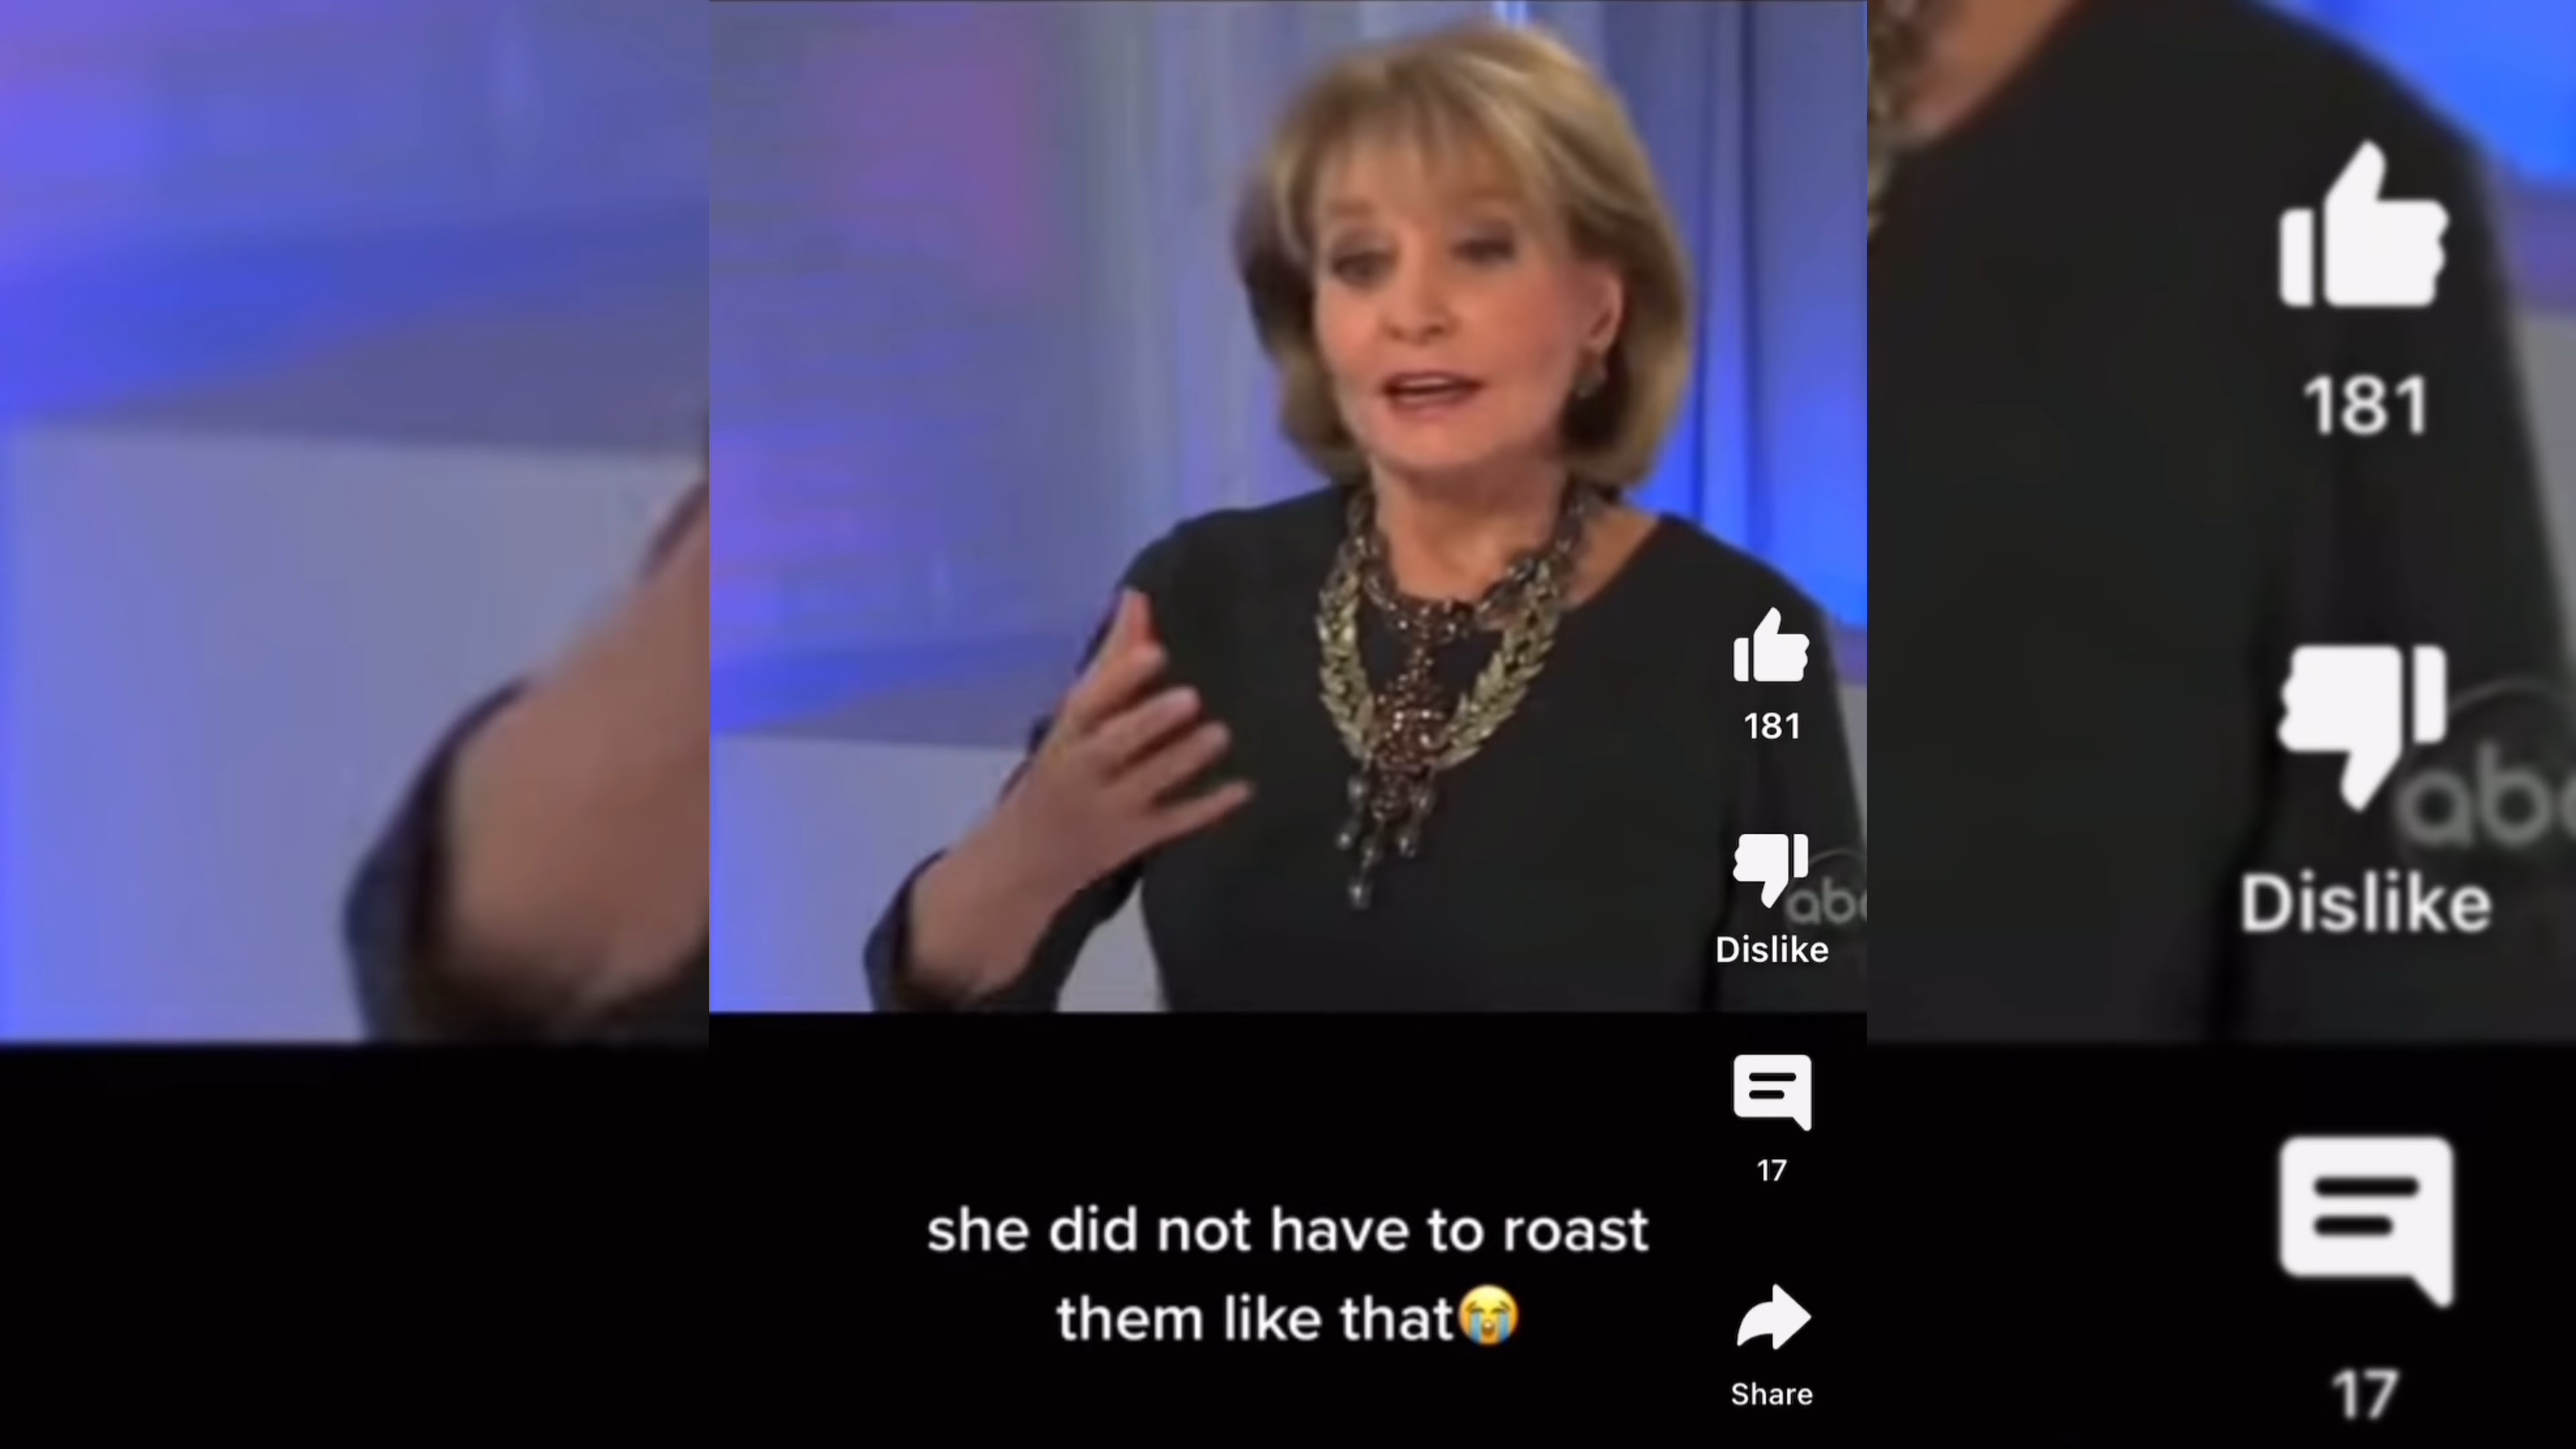 181
abc
Dislike
17
she did not have to roast
them like that😭
Share
181
abc
Dislike
17